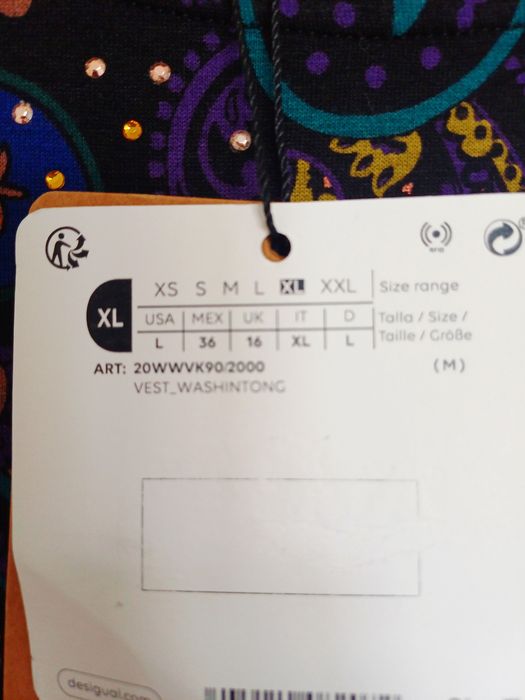 RFID
®
XS S M L XL XXL Size range
XL
USA MEX UK IT D Talla / Size /
L 36 16 XL L Taille / Größe
ART: 20WWVK90/2000 (M)
VEST_WASHINTONG
desigual.com